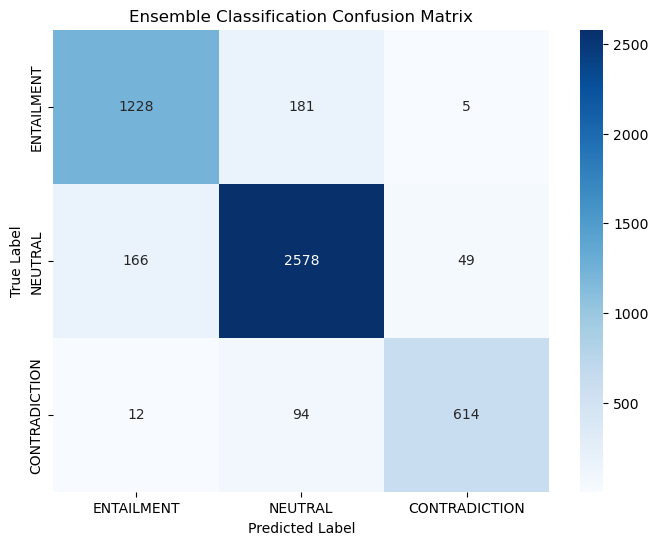 Ensemble Classification Confusion Matrix
True Label
ENTAILMENT
1228 181 5
NEUTRAL
166 2578 49
CONTRADICTION
12 94 614
ENTAILMENT NEUTRAL CONTRADICTION
Predicted Label
2500
2000
1500
1000
500